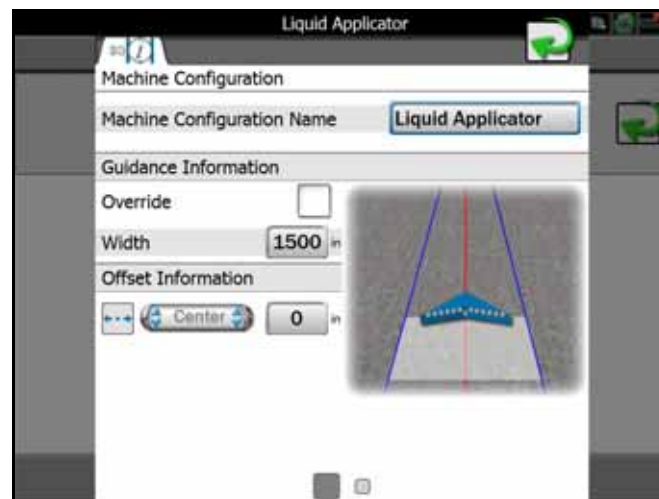 Liquid Applicator
Machine Configuration
Machine Configuration Name Liquid Applicator
Guidance Information
Override
Width 1500 in
Offset Information
Center 0 in